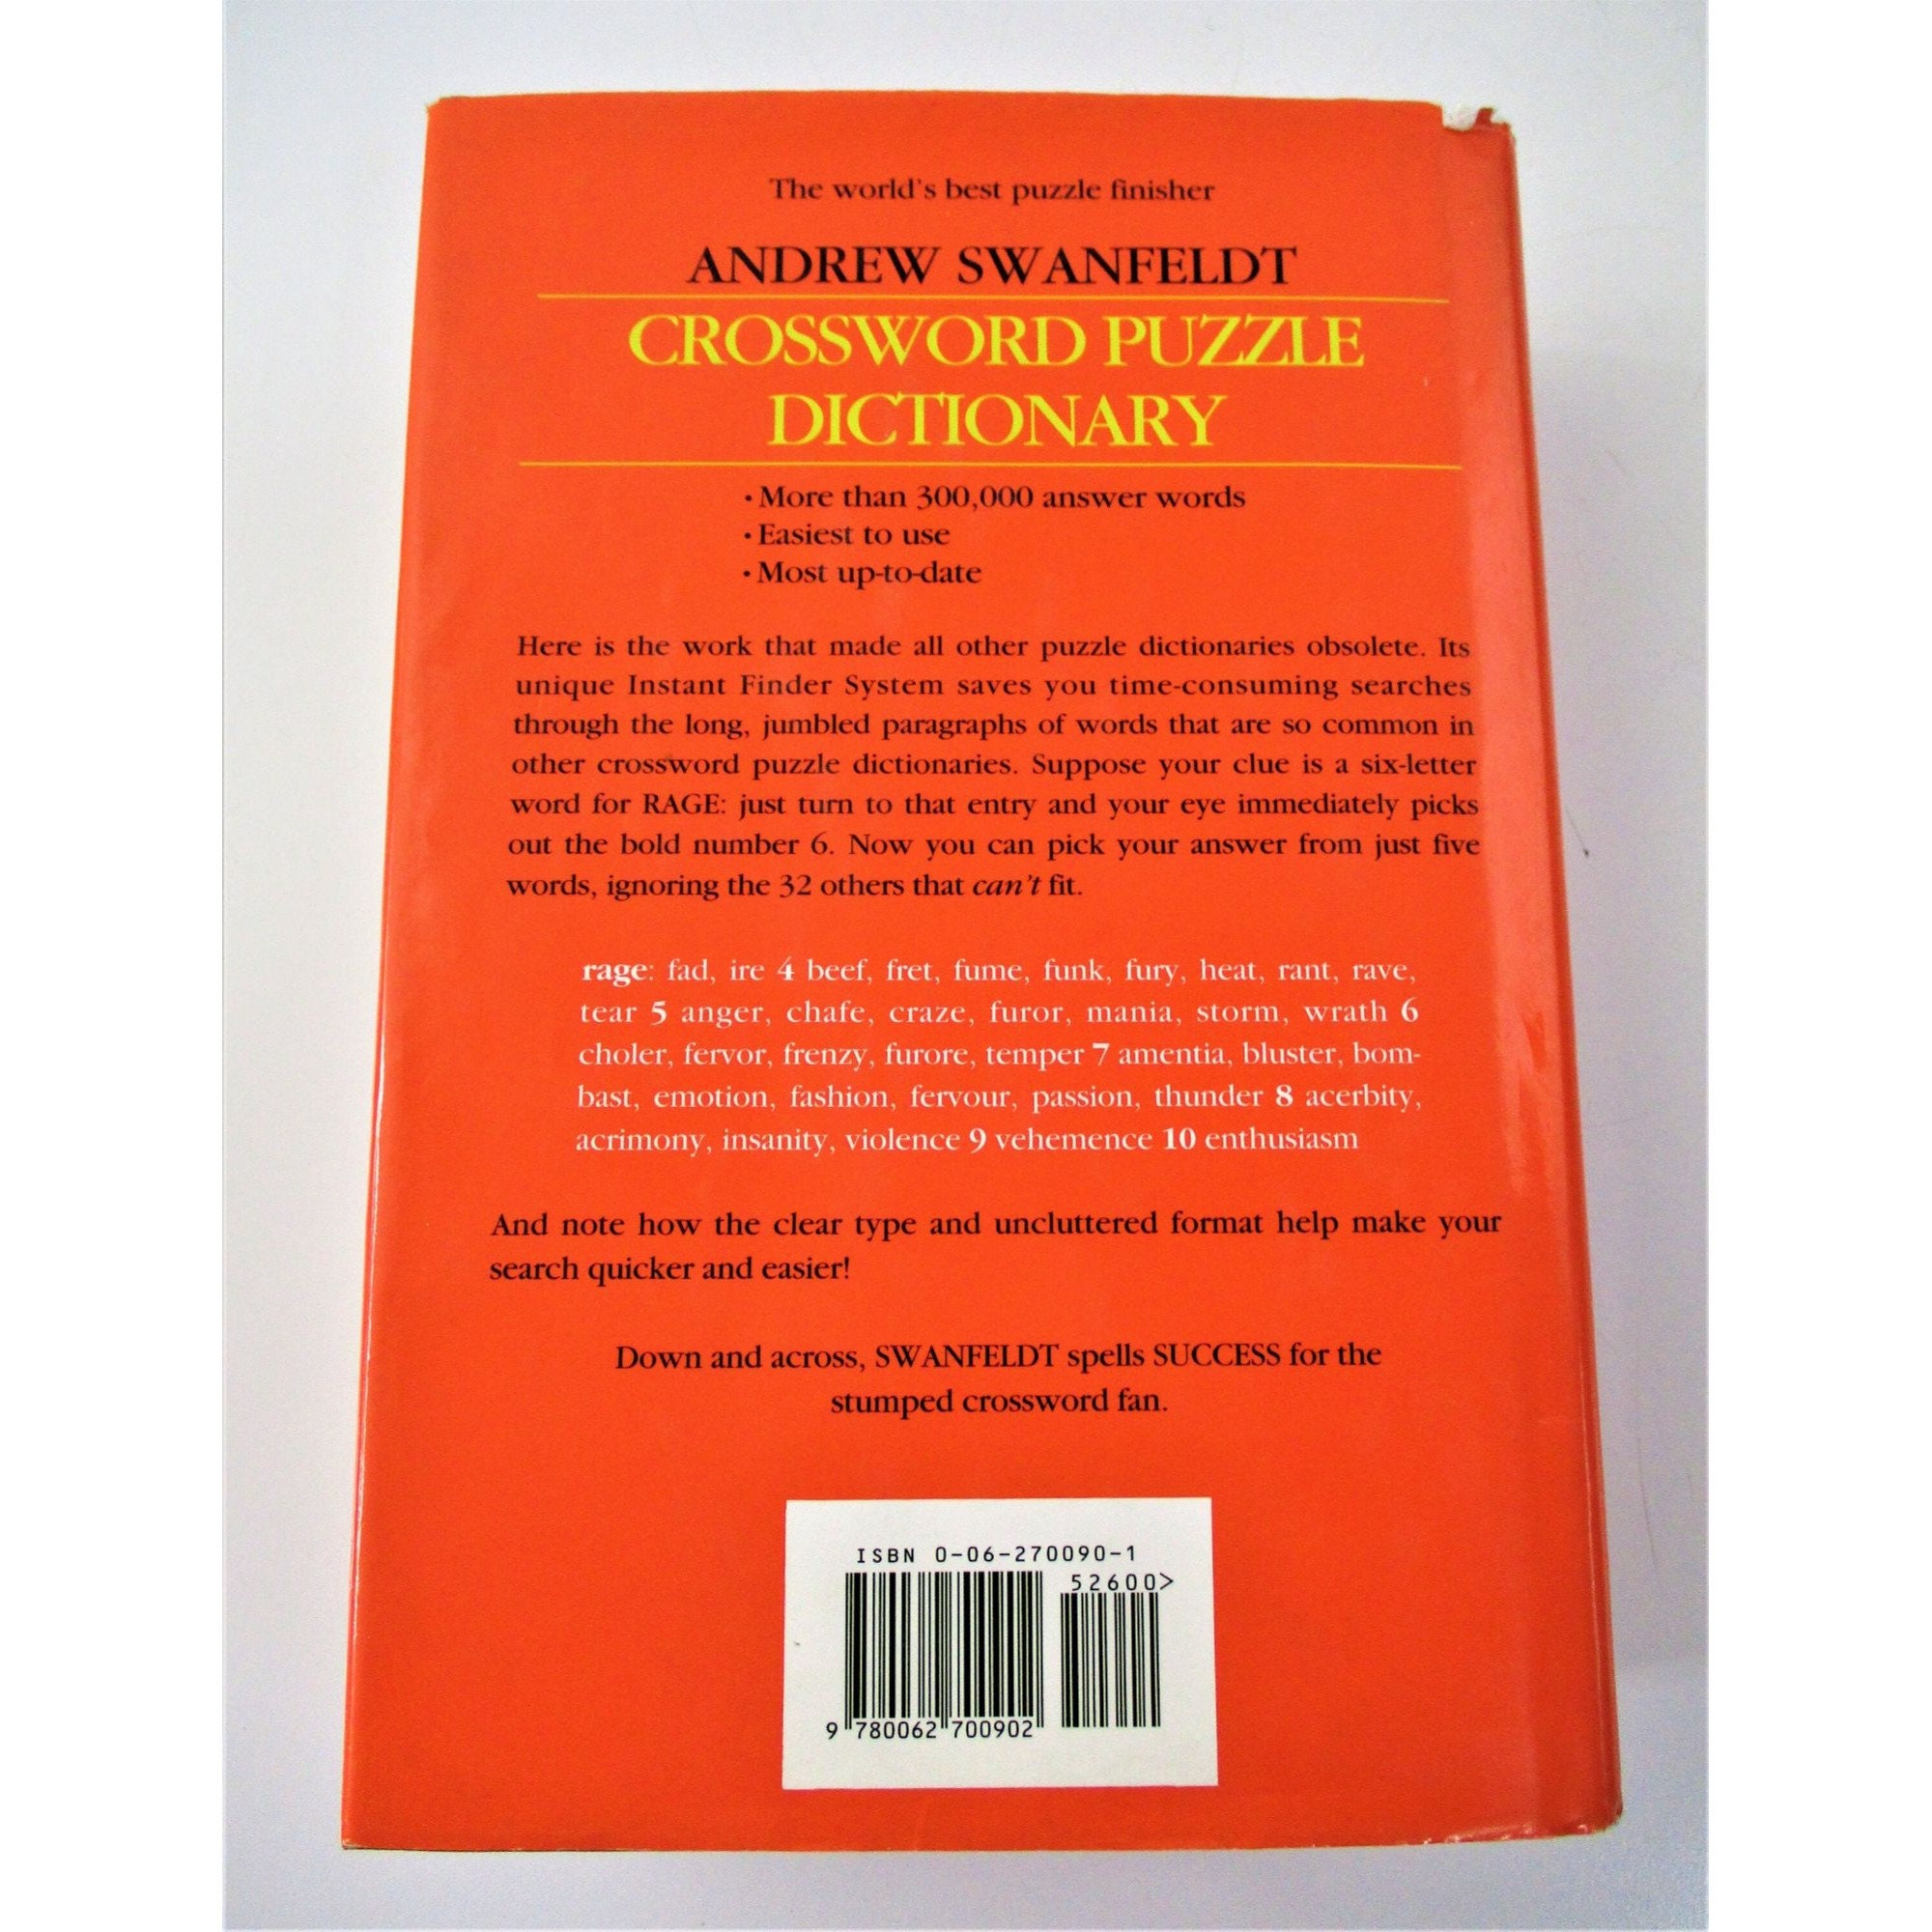 The world's best puzzle finisher
ANDREW SWANFELDT
CROSSWORD PUZZLE
DICTIONARY
• More than 300,000 answer words
• Easiest to use
• Most up-to-date
Here is the work that made all other puzzle dictionaries obsolete. Its
unique Instant Finder System saves you time-consuming searches
through the long, jumbled paragraphs of words that are so common in
other crossword puzzle dictionaries. Suppose your clue is a six-letter
word for RAGE: just turn to that entry and your eye immediately picks
out the bold number 6. Now you can pick your answer from just five
words, ignoring the 32 others that can't fit.
rage: fad, ire 4 beef, fret, fume, funk, fury, heat, rant, rave,
tear 5 anger, chafe, craze, furor, mania, storm, wrath 6
choler, fervor, frenzy, furore, temper 7 amentia, bluster, bom-
bast, emotion, fashion, fervour, passion, thunder 8 acerbity,
acrimony, insanity, violence 9 vehemence 10 enthusiasm
And note how the clear type and uncluttered format help make your
search quicker and easier!
Down and across, SWANFELDT spells SUCCESS for the
stumped crossword fan.
ISBN 0-06-270090-1
52600>
9 780062 700902